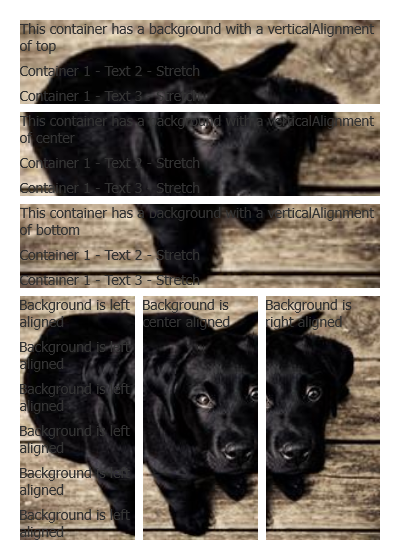 This container has a background with a verticalAlignment
of top
Container 1 - Text 2 - Stretch
Container 1 - Text 3 - Stretch
This container has a background with a verticalAlignment
of center
Container 1 - Text 2 - Stretch
Container 1 - Text 3 - Stretch
This container has a background with a verticalAlignment
of bottom
Container 1 - Text 2 - Stretch
Container 1 - Text 3 - Stretch
Background is left
aligned
Background is left
aligned
Background is left
aligned
Background is left
aligned
Background is left
aligned
Background is left
aligned
Background is
center aligned
Background is
right aligned